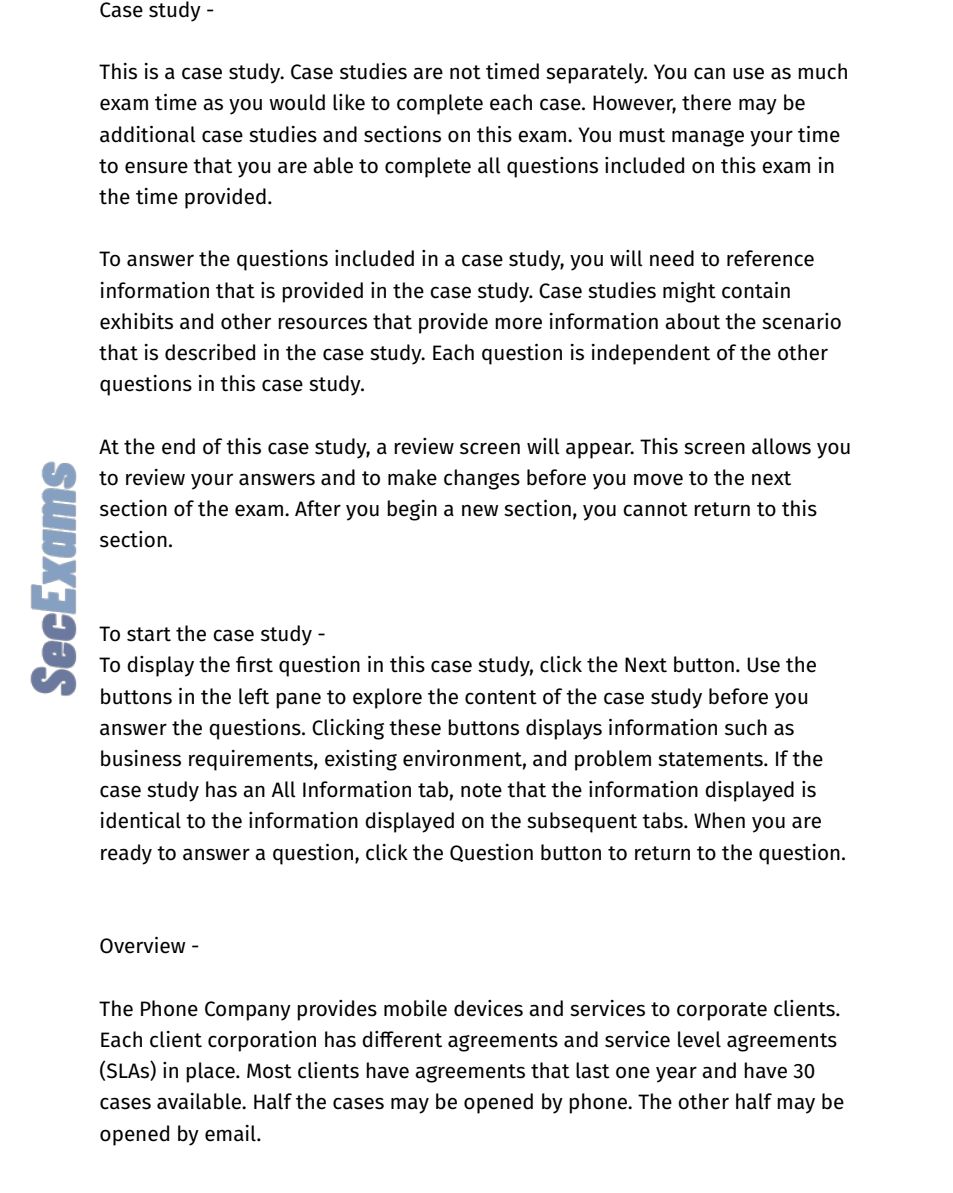 Case study -
This is a case study. Case studies are not timed separately. You can use as much
exam time as you would like to complete each case. However, there may be
additional case studies and sections on this exam. You must manage your time
to ensure that you are able to complete all questions included on this exam in
the time provided.
To answer the questions included in a case study, you will need to reference
information that is provided in the case study. Case studies might contain
exhibits and other resources that provide more information about the scenario
that is described in the case study. Each question is independent of the other
questions in this case study.
At the end of this case study, a review screen will appear. This screen allows you
to review your answers and to make changes before you move to the next
section of the exam. After you begin a new section, you cannot return to this
section.
SecExams
To start the case study -
To display the first question in this case study, click the Next button. Use the
buttons in the left pane to explore the content of the case study before you
answer the questions. Clicking these buttons displays information such as
business requirements, existing environment, and problem statements. If the
case study has an All Information tab, note that the information displayed is
identical to the information displayed on the subsequent tabs. When you are
ready to answer a question, click the Question button to return to the question.
Overview -
The Phone Company provides mobile devices and services to corporate clients.
Each client corporation has different agreements and service level agreements
(SLAs) in place. Most clients have agreements that last one year and have 30
cases available. Half the cases may be opened by phone. The other half may be
opened by email.